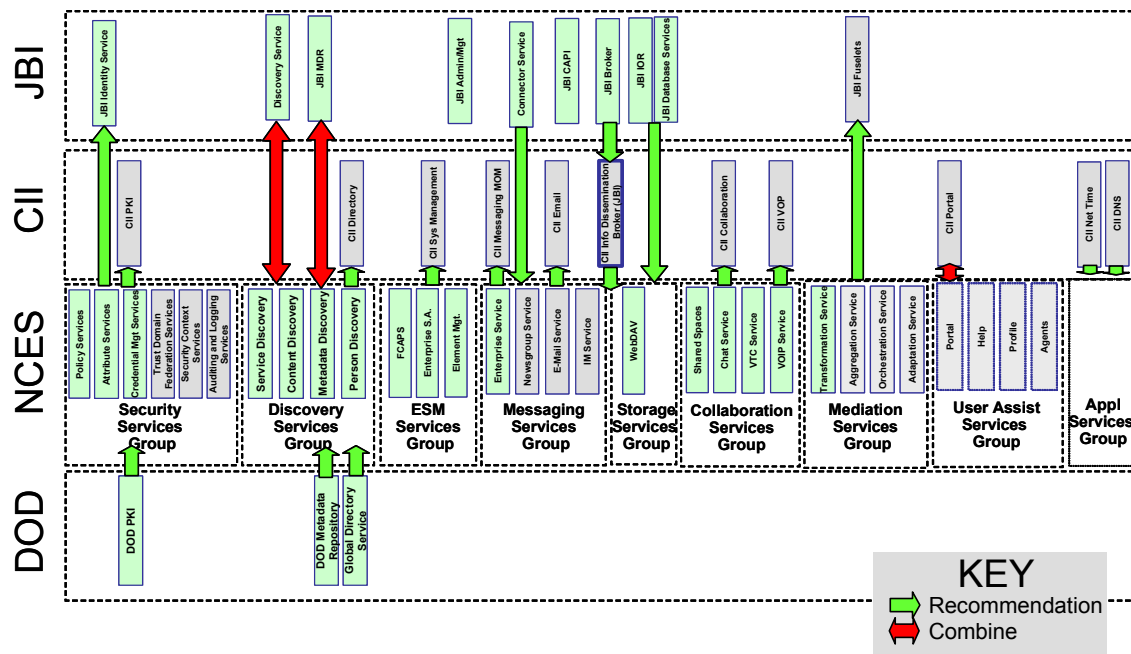 JBI
JBI Identity Service
Discovery Service
JBI MDR
JBI Admin/Mgt
Connector Service
JBI CAPI
JBI Broker
JBI IOR
JBI Database Services
JBI Fuselets
CII
CII PKI
CII Directory
CII Sys Management
CII Messaging MOM
CII Email
CII Info Dissemination
Broker (JBI)
CII Collaboration
CII VOP
CII Portal
CII Net Time
CII DNS
NCES
Policy Services
Attribute Services
Credential Mgt Services
Trust Domain
Federation Services
Security Context
Services
Auditing and Logging
Services
Security
Services
Group
Service Discovery
Content Discovery
Metadata Discovery
Person Discovery
Discovery
Services
Group
FCAPS
Enterprise S.A.
Element Mgt.
ESM
Services
Group
Enterprise Service
Newsgroup Service
E-Mail Service
IM Service
Messaging
Services
Group
WebDAV
Storage
Services
Group
Shared Spaces
Chat Service
VTC Service
VOIP Service
Collaboration
Services Group
Transformation Service
Aggregation Service
Orchestration Service
Adaptation Service
Mediation
Services
Group
Portal
Help
Profile
Agents
User Assist
Services
Group
Appl
Services
Group
DOD
DOD PKI
DOD Metadata
Repository
Global Directory
Service
KEY
Recommendation
Combine